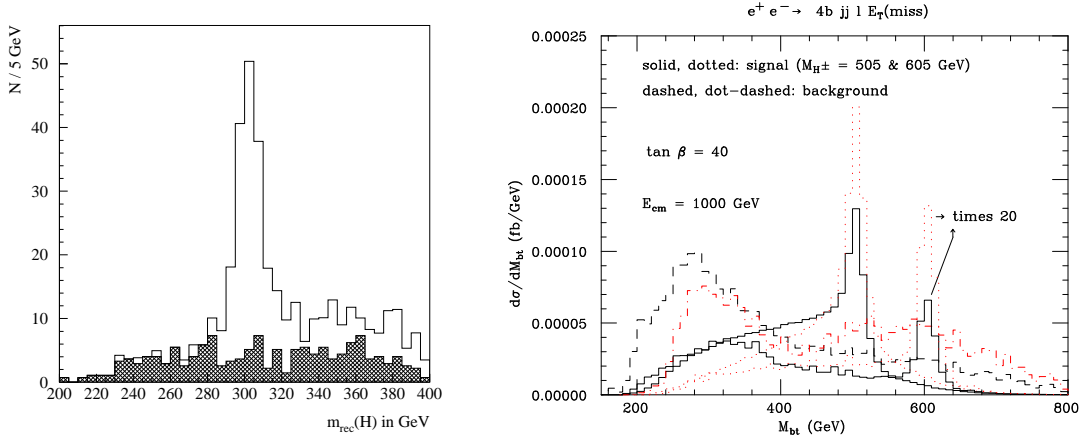 N / 5 GeV
50
40
30
20
10
0
200 220 240 260 280 300 320 340 360 380 400
m_rec(H) in GeV
e⁺ e⁻→ 4b jj l E_T(miss)
dσ/dM_bt (fb/GeV)
0.00025
0.00020
0.00015
0.00010
0.00005
0.00000
solid, dotted: signal (M_H± = 505 & 605 GeV)
dashed, dot-dashed: background
tan β = 40
E_cm = 1000 GeV
→ times 20
200 400 600 800
M_bt (GeV)